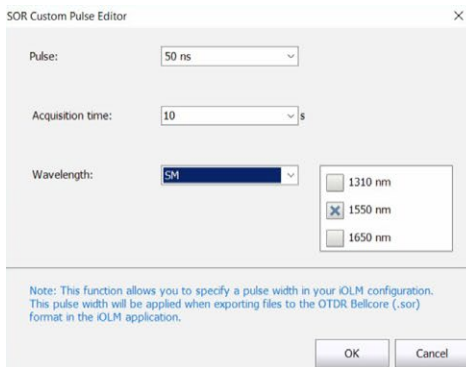 SOR Custom Pulse Editor
Pulse: 50 ns
Acquisition time: 10 s
Wavelength: SM
1310 nm
1550 nm
1650 nm
Note: This function allows you to specify a pulse width in your iOLM configuration.
This pulse width will be applied when exporting files to the OTDR Bellcore (.sor)
format in the iOLM application.
OK Cancel